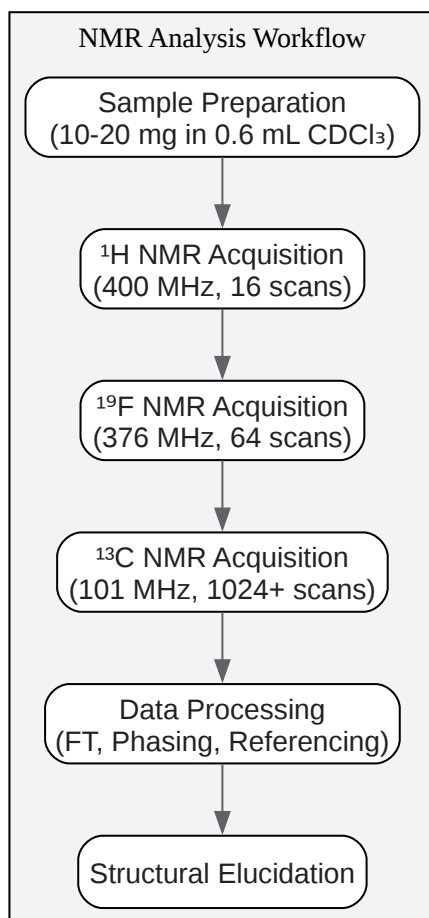 NMR Analysis Workflow
Sample Preparation
(10-20 mg in 0.6 mL CDCl₃)
¹H NMR Acquisition
(400 MHz, 16 scans)
¹⁹F NMR Acquisition
(376 MHz, 64 scans)
¹³C NMR Acquisition
(101 MHz, 1024+ scans)
Data Processing
(FT, Phasing, Referencing)
Structural Elucidation